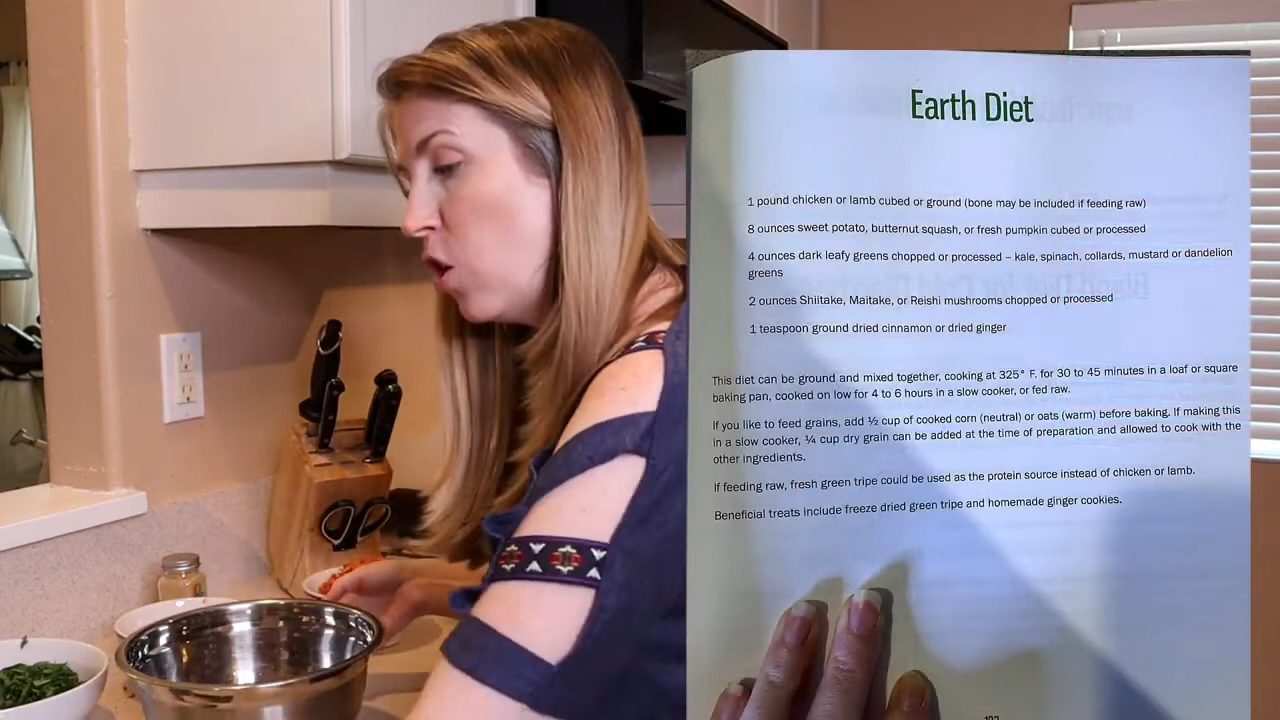 Earth Diet
1 pound chicken or lamb cubed or ground (bone may be included if feeding raw)
8 ounces sweet potato, butternut squash, or fresh pumpkin cubed or processed
4 ounces dark leafy greens chopped or processed – kale, spinach, collards, mustard or dandelion
greens
2 ounces Shiitake, Maitake, or Reishi mushrooms chopped or processed
1 teaspoon ground dried cinnamon or dried ginger
This diet can be ground and mixed together, cooking at 325° F. for 30 to 45 minutes in a loaf or square
baking pan, cooked on low for 4 to 6 hours in a slow cooker, or fed raw.
If you like to feed grains, add ½ cup of cooked corn (neutral) or oats (warm) before baking. If making this
in a slow cooker, ¼ cup dry grain can be added at the time of preparation and allowed to cook with the
other ingredients.
If feeding raw, fresh green tripe could be used as the protein source instead of chicken or lamb.
Beneficial treats include freeze dried green tripe and homemade ginger cookies.